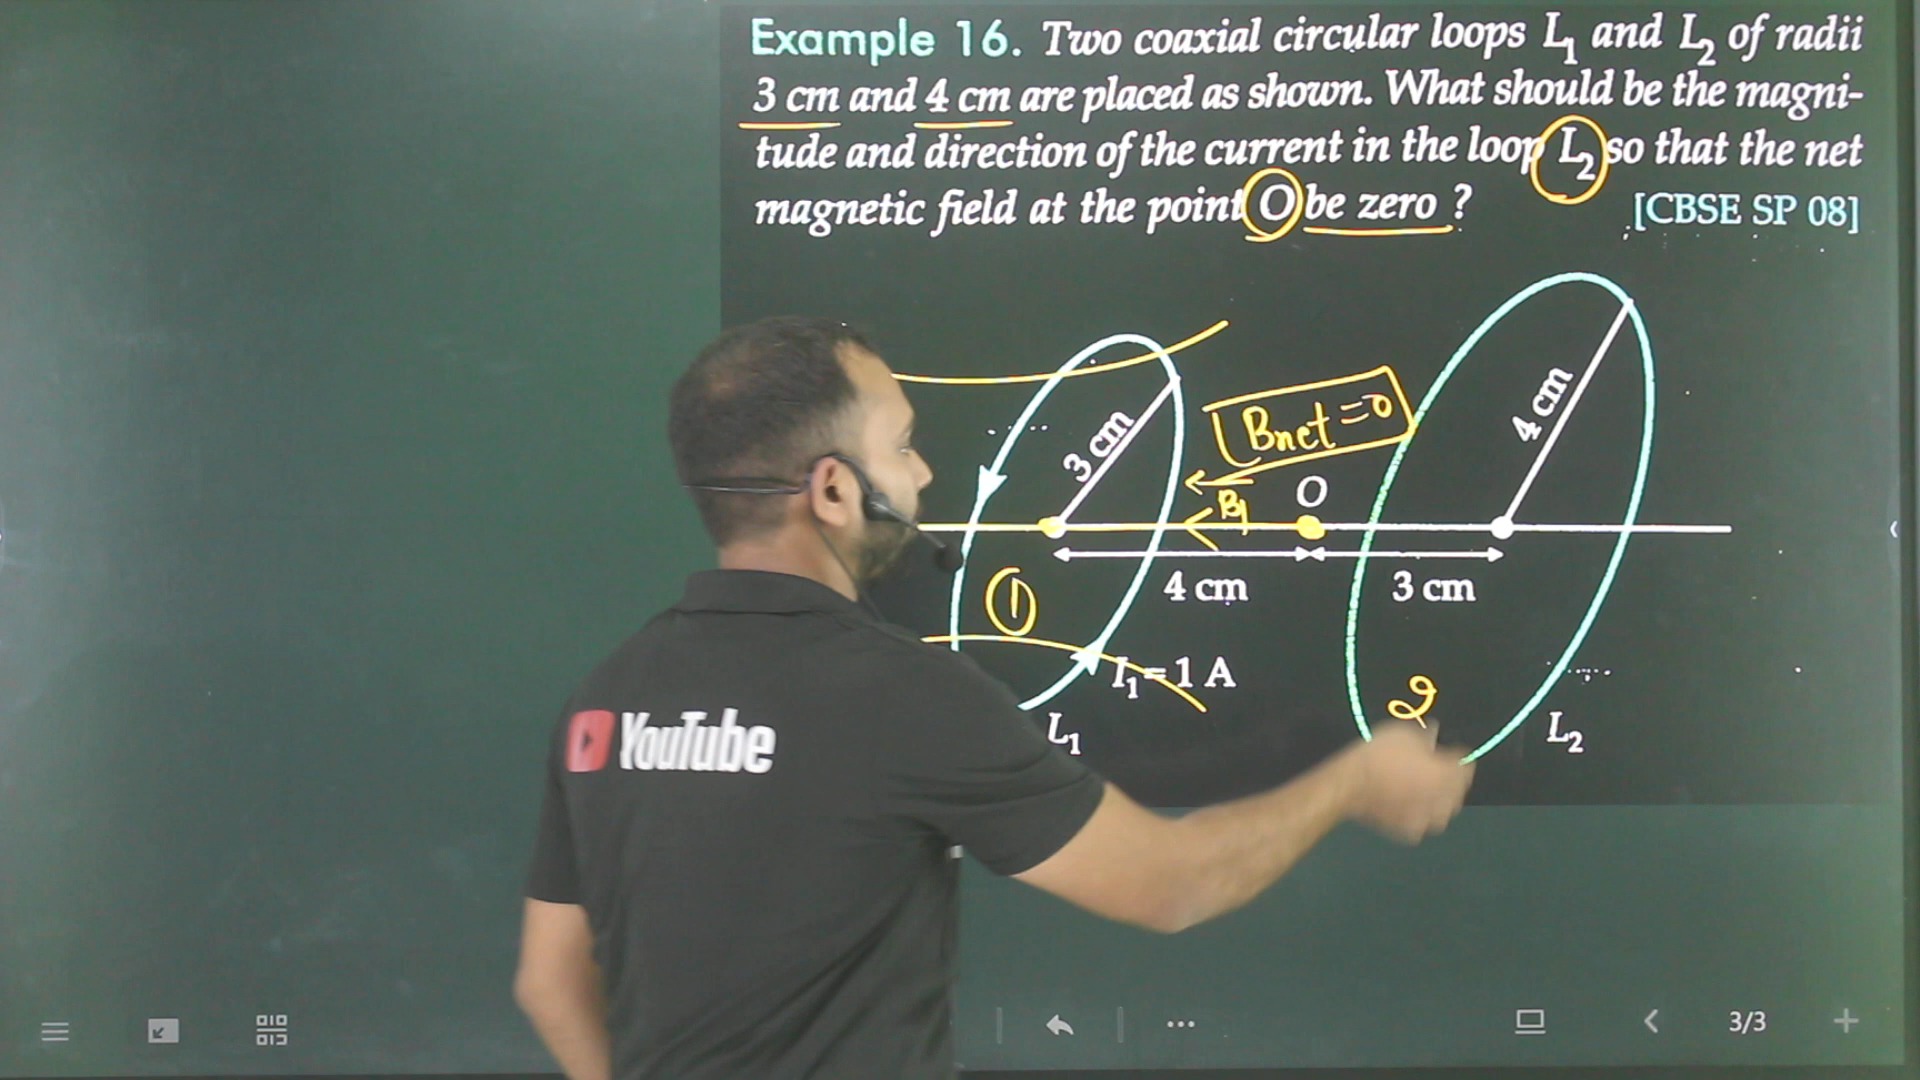 Example 16. Two coaxial circular loops L₁ and L₂ of radii
3 cm and 4 cm are placed as shown. What should be the magni-
tude and direction of the current in the loop L₂ so that the net
magnetic field at the point O be zero ?
[CBSE SP 08]
3 cm
Bnet = 0
4 cm
B₁
O
4 cm
3 cm
1
I₁ = 1 A
2
L₁
L₂
YouTube
3/3